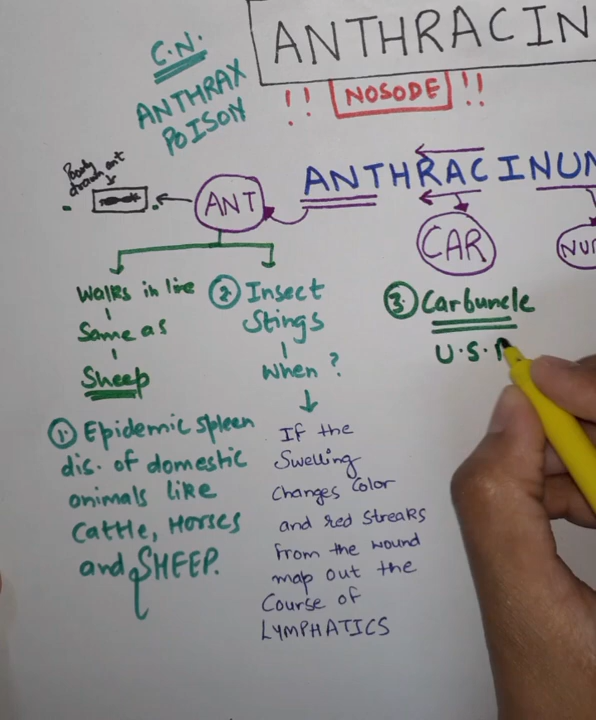 ANTHRACIN
C.N.
ANTHRAX
POISON
!! NOSODE !!
ANTHRACINUM
ANT
CAR
NU
Walks in line
Same as
Sheep
① Epidemic spleen
dis. of domestic
animals like
Cattle, Horses
and SHEEP.
② Insect
Stings
When ?
If the
Swelling
Changes Color
and red streaks
from the wound
map out the
Course of
LYMPHATICS
③ Carbuncle
U.S.